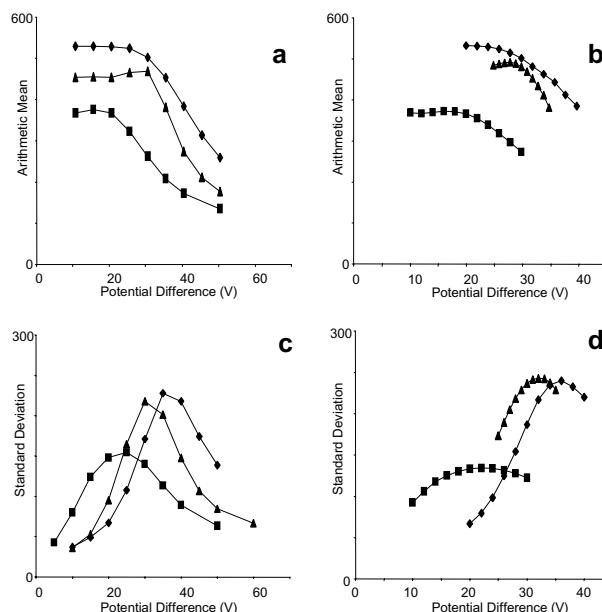 600
a
Arithmetic Mean
600
0
20
40
60
Potential Difference (V)
600
b
Arithmetic Mean
0
0
10
20
30
40
Potential Difference (V)
300
c
Standard Deviation
0
0
20
40
60
Potential Difference (V)
300
d
Standard Deviation
0
0
10
20
30
40
Potential Difference (V)